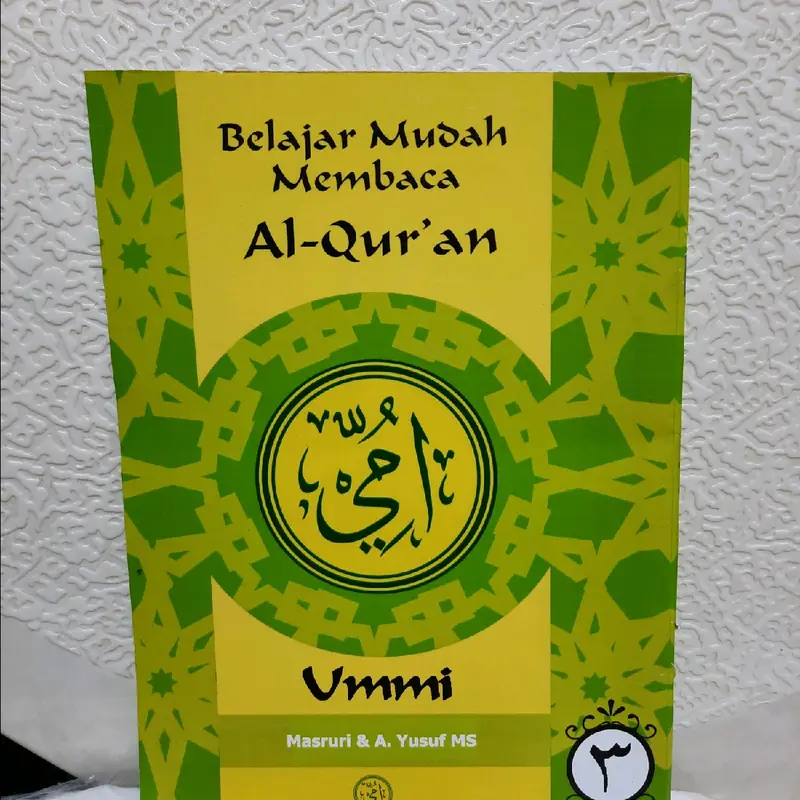 Belajar Mudah
Membaca
Al-Qur'an
اُمِّي
Ummi
Masruri & A. Yusuf MS
٣